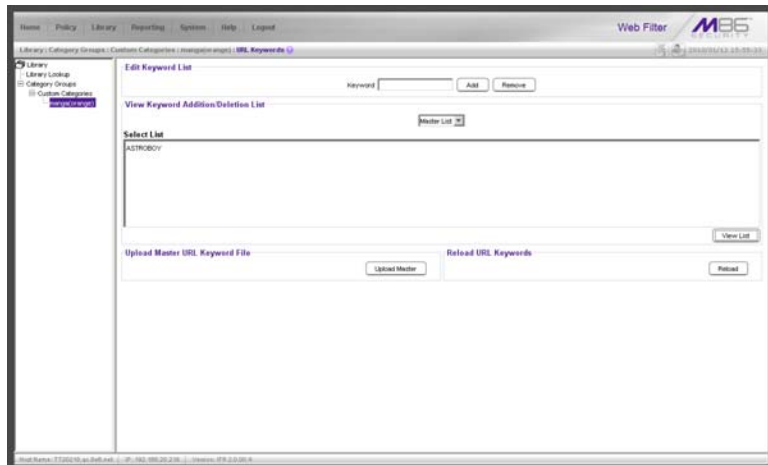 Home Policy Library Reporting System Help Logout
Web Filter
M86
SECURITY
Library : Category Groups : Custom Categories : manga(orange) : URL Keywords
Library
Library Lookup
Category Groups
Custom Categories
manga(orange)
Edit Keyword List
Keyword
Add
Remove
View Keyword Addition/Deletion List
Master List
Select List
ASTROBOY
View List
Upload Master URL Keyword File
Upload Master
Reload URL Keywords
Reload
Host Name: